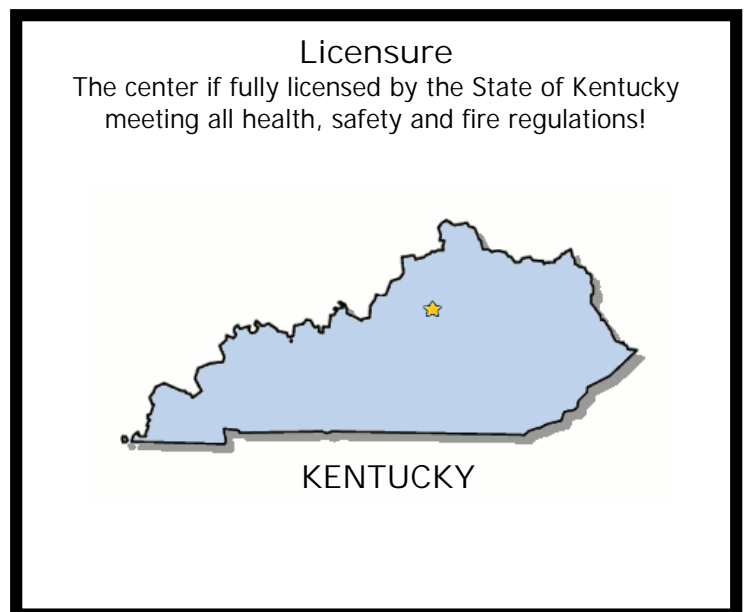 Licensure
The center if fully licensed by the State of Kentucky
meeting all health, safety and fire regulations!
KENTUCKY